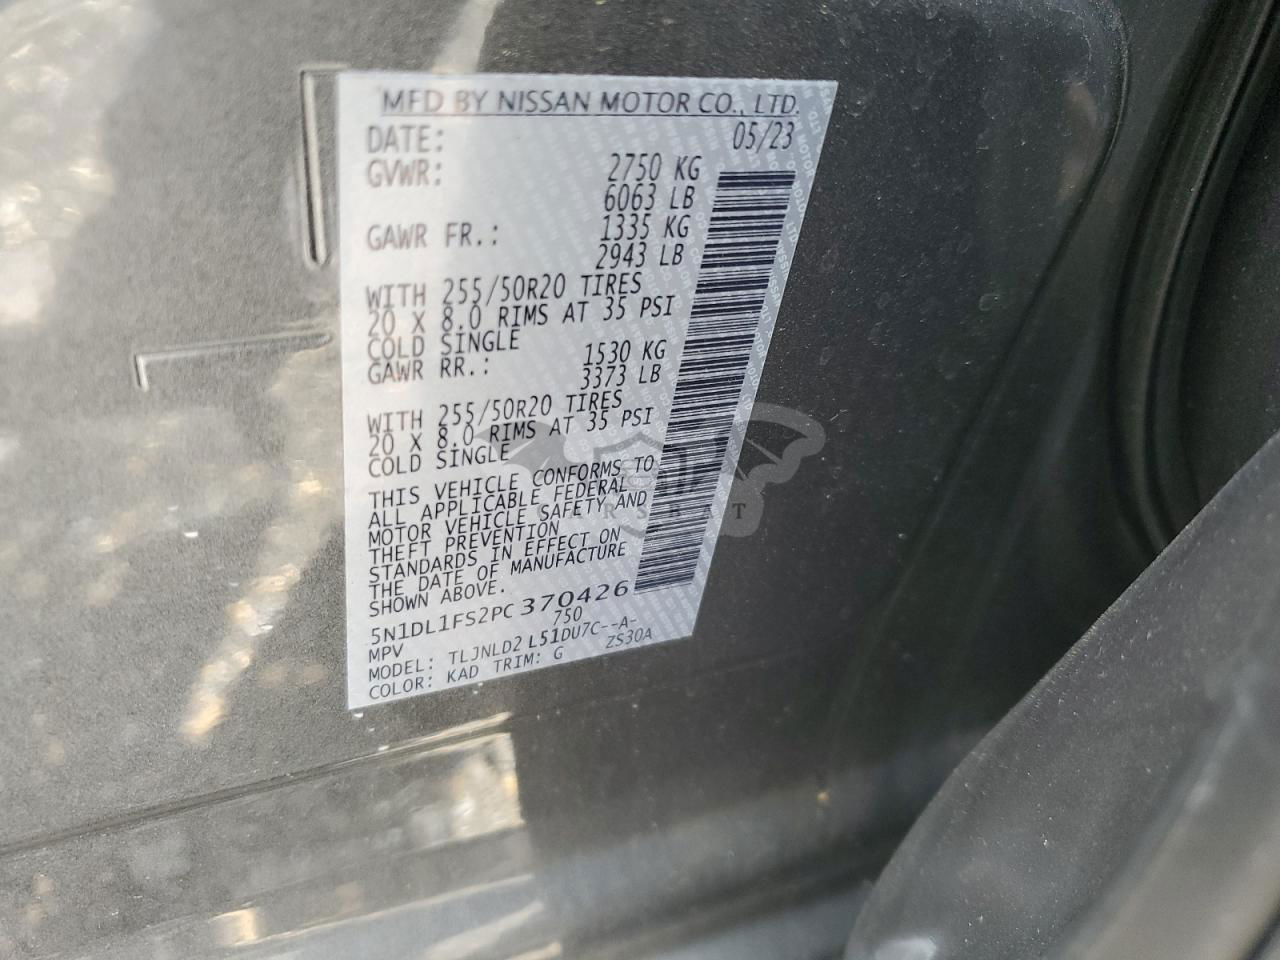 MFD BY NISSAN MOTOR CO., LTD.
DATE: 05/23
GVWR: 2750 KG
6063 LB
GAWR FR.: 1335 KG
2943 LB
WITH 255/50R20 TIRES
20 X 8.0 RIMS AT 35 PSI
COLD SINGLE
GAWR RR.: 1530 KG
3373 LB
WITH 255/50R20 TIRES
20 X 8.0 RIMS AT 35 PSI
COLD SINGLE
THIS VEHICLE CONFORMS TO
ALL APPLICABLE FEDERAL
MOTOR VEHICLE SAFETY AND
THEFT PREVENTION
STANDARDS IN EFFECT ON
THE DATE OF MANUFACTURE
SHOWN ABOVE.
5N1DL1FS2PC370426
MPV 750
MODEL: TLJNLD2 L51DU7C--A-
COLOR: KAD TRIM: G ZS30A